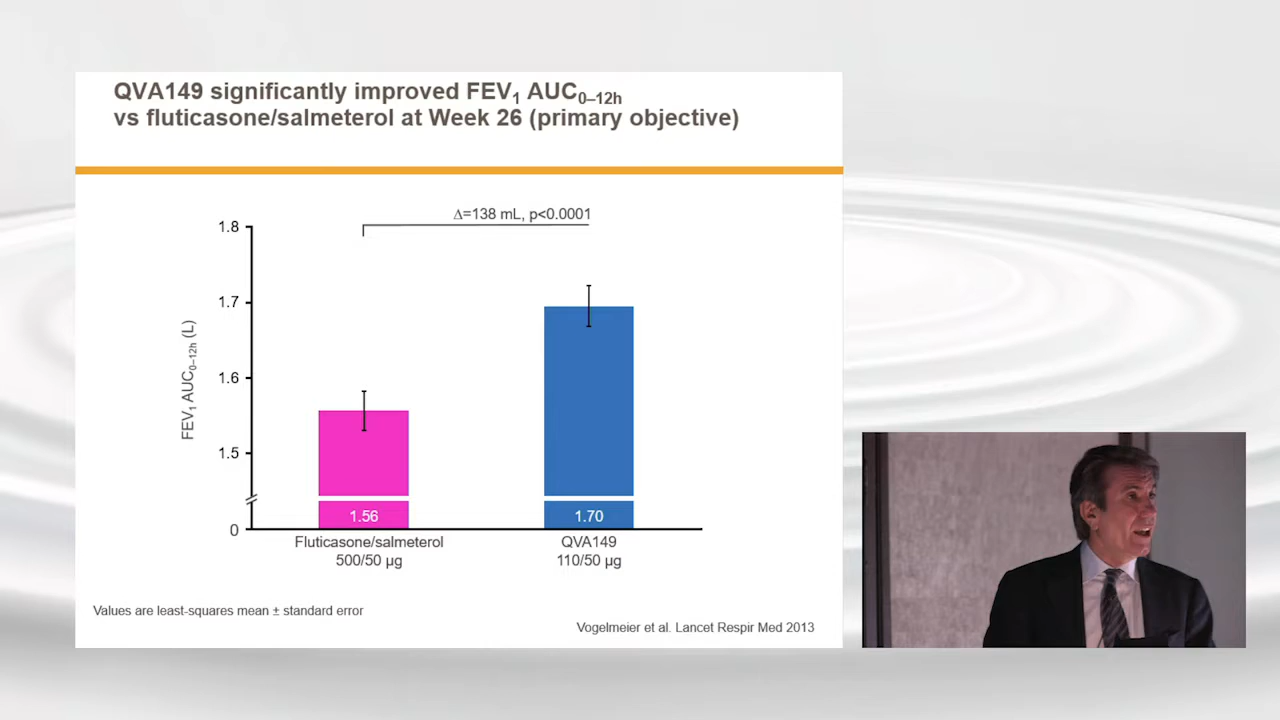 QVA149 significantly improved FEV₁ AUC₀₋₁₂ₕ
vs fluticasone/salmeterol at Week 26 (primary objective)
Δ=138 mL, p<0.0001
FEV₁ AUC₀₋₁₂ₕ (L)
1.8
1.7
1.6
1.5
0
1.56
1.70
Fluticasone/salmeterol
500/50 µg
QVA149
110/50 µg
Values are least-squares mean ± standard error
Vogelmeier et al. Lancet Respir Med 2013